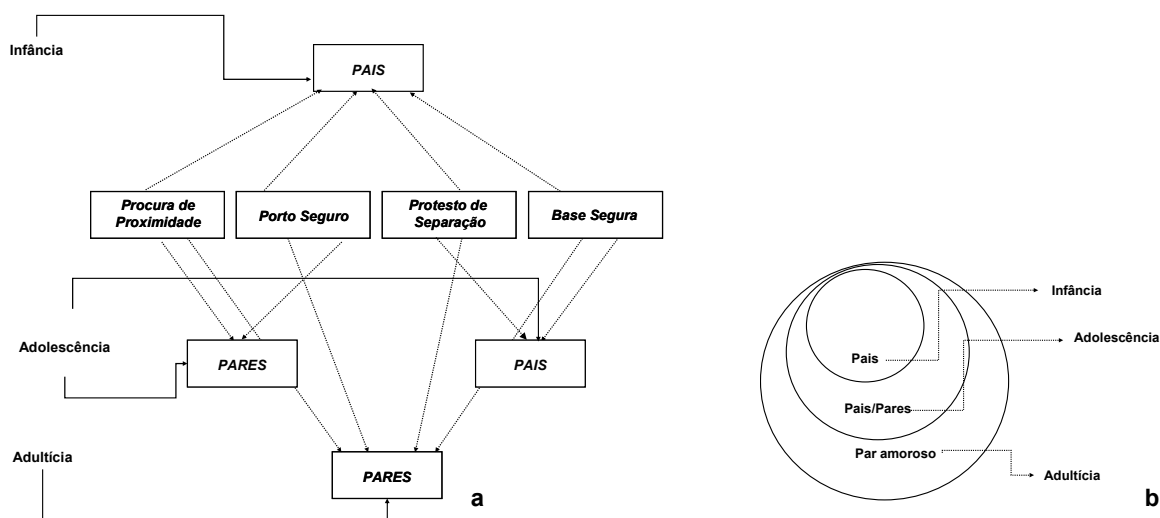 Infância
PAIS
Procura de
Proximidade
Porto Seguro
Protesto de
Separação
Base Segura
Adolescência
PARES
PAIS
Adultícia
PARES
a
Infância
Adolescência
Pais
Pais/Pares
Par amoroso
Adultícia
b